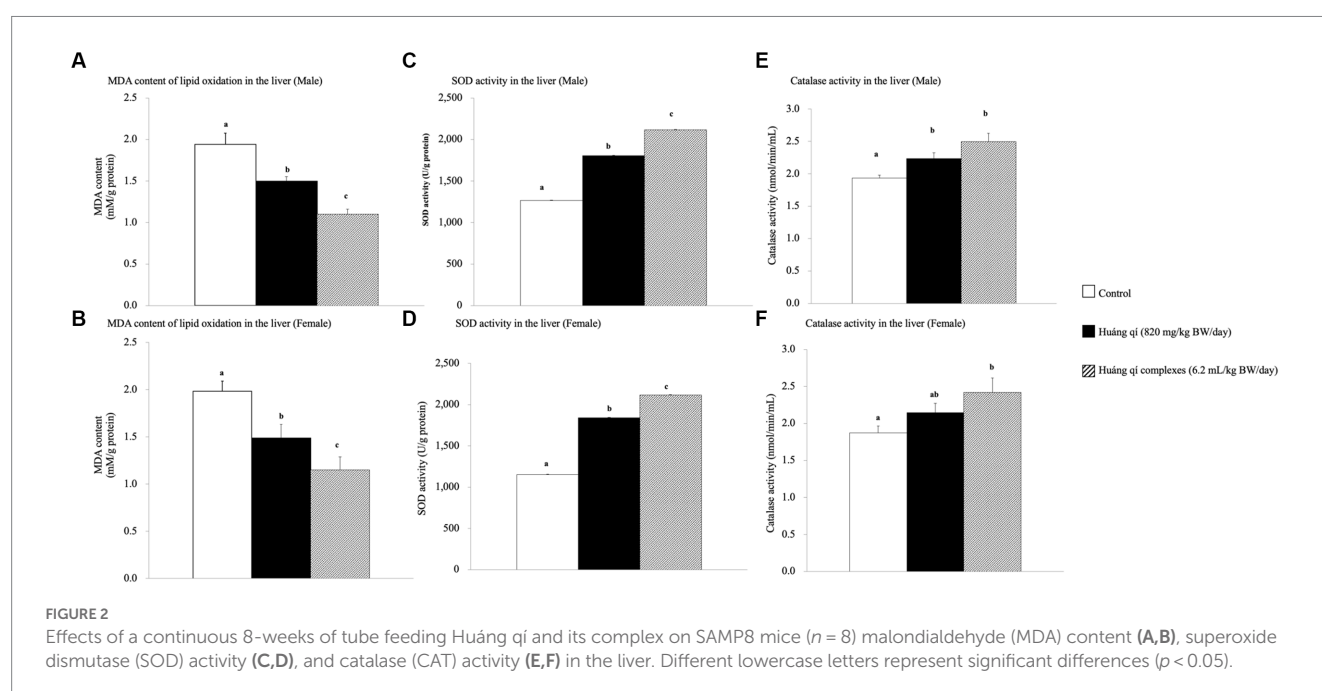 A
MDA content of lipid oxidation in the liver (Male)
MDA content
(mM/g protein)
2.5
2.0
1.5
1.0
0.5
0.0
a
b
c
C
SOD activity in the liver (Male)
SOD activity (U/g protein)
2,500
2,000
1,500
1,000
500
0
a
b
c
E
Catalase activity in the liver (Male)
Catalase activity (nmol/min/mL)
3.0
2.5
2.0
1.5
1.0
0.5
0.0
a
b
b
B
MDA content of lipid oxidation in the liver (Female)
MDA content
(mM/g protein)
2.5
2.0
1.5
1.0
0.5
0.0
a
b
c
D
SOD activity in the liver (Female)
SOD activity (U/g protein)
2,500
2,000
1,500
1,000
500
0
a
b
c
F
Catalase activity in the liver (Female)
Catalase activity (nmol/min/mL)
3.0
2.5
2.0
1.5
1.0
0.5
0.0
a
ab
b
Control
Huáng qí (820 mg/kg BW/day)
Huáng qí complexes (6.2 mL/kg BW/day)
FIGURE 2
Effects of a continuous 8-weeks of tube feeding Huáng qí and its complex on SAMP8 mice (n = 8) malondialdehyde (MDA) content (A,B), superoxide
dismutase (SOD) activity (C,D), and catalase (CAT) activity (E,F) in the liver. Different lowercase letters represent significant differences (p < 0.05).